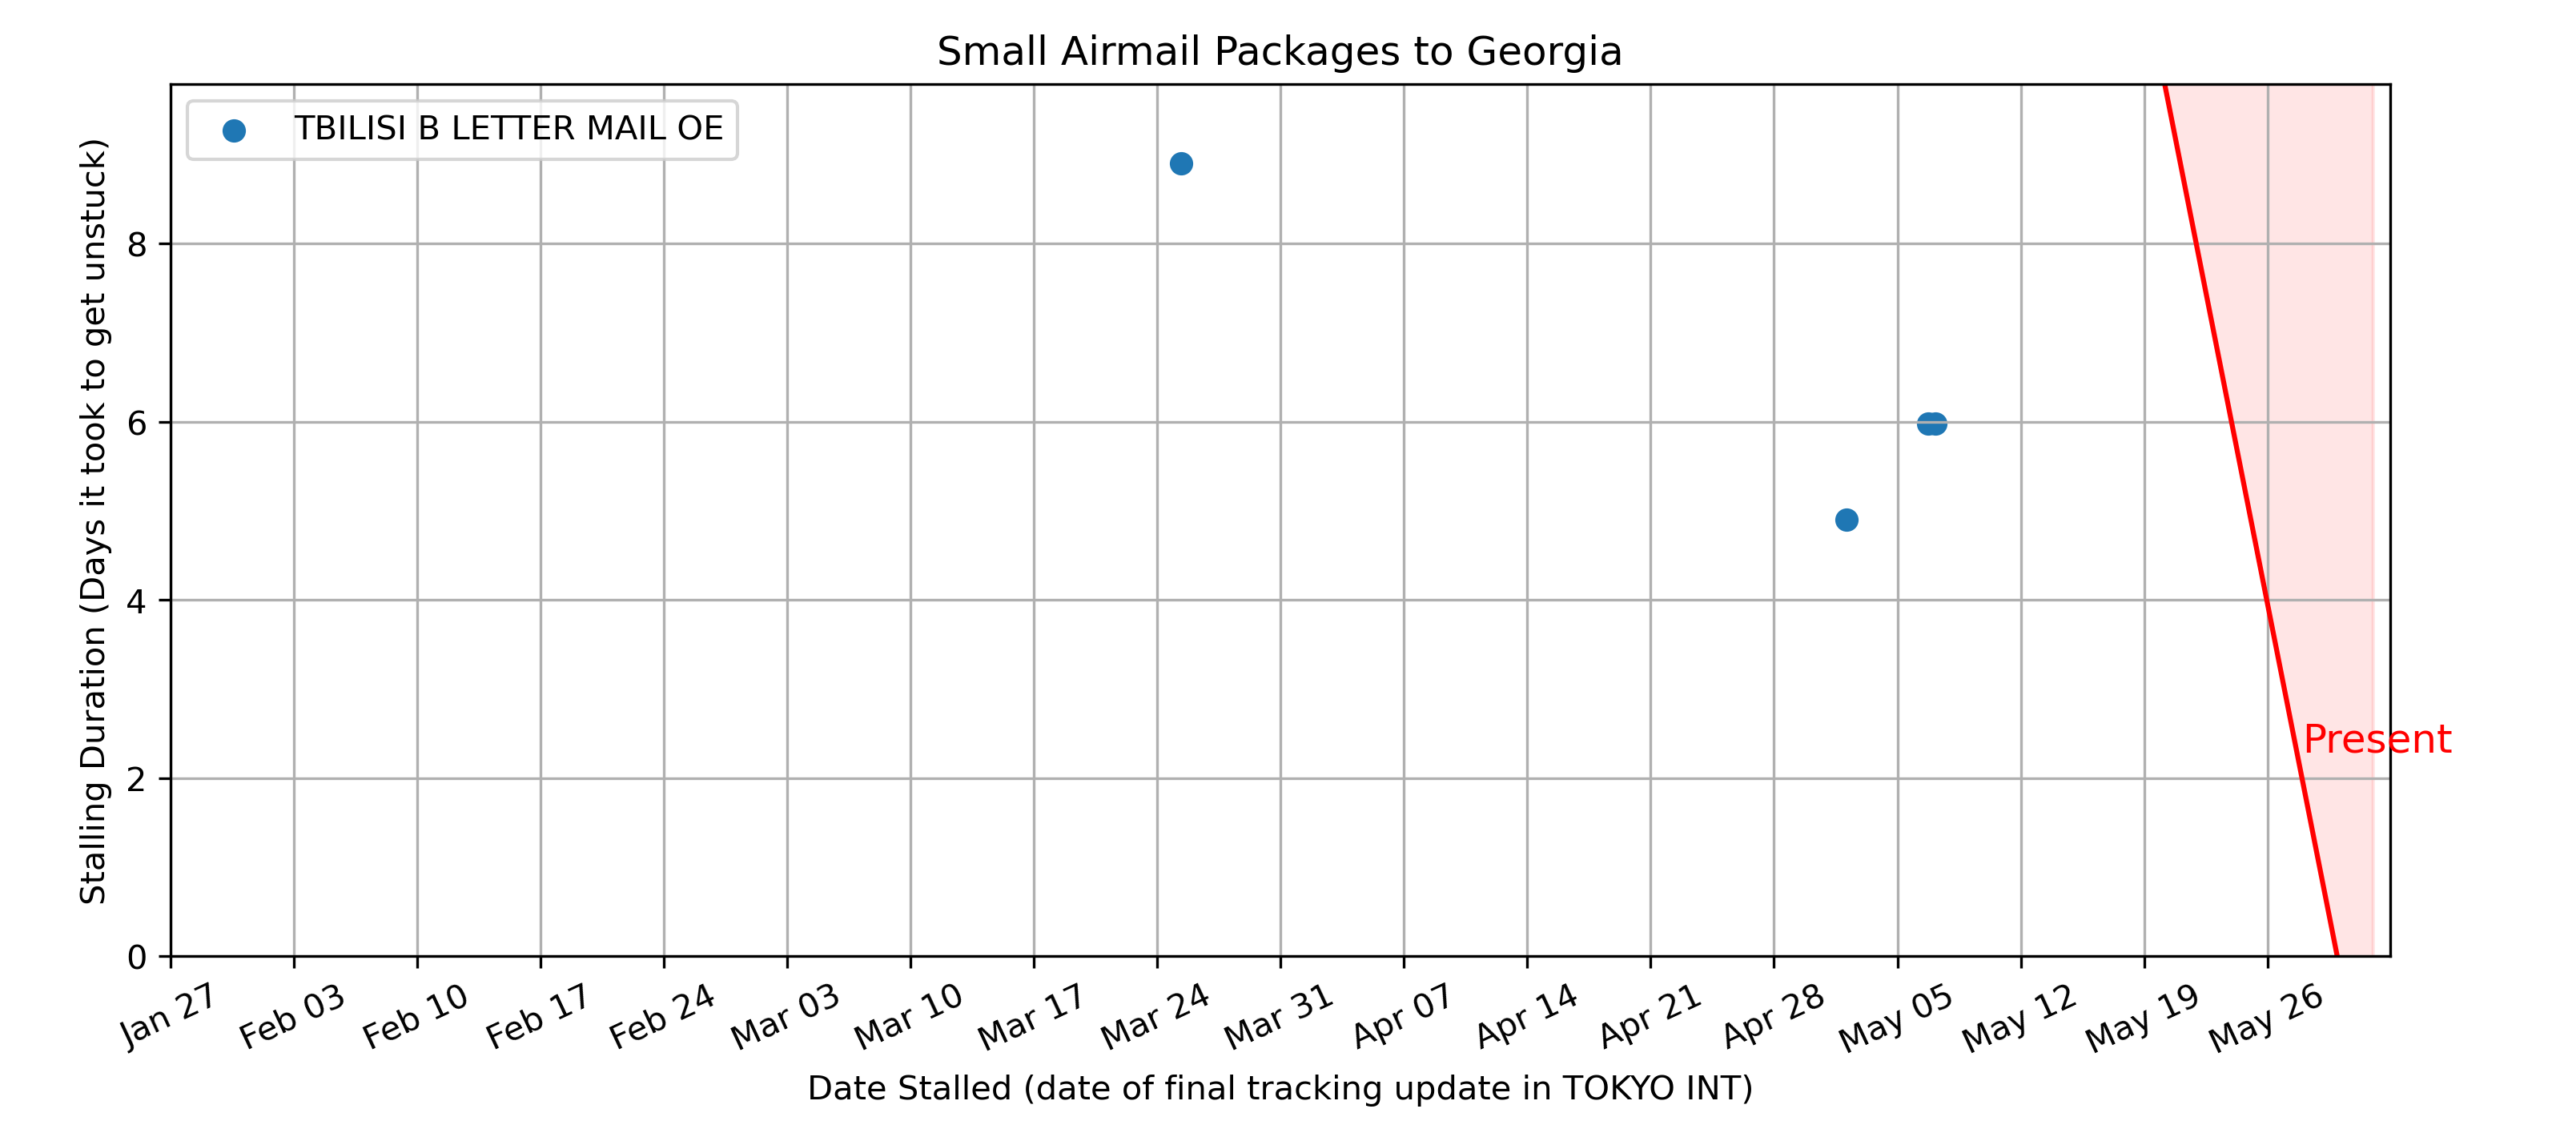 Small Airmail Packages to Georgia
TBILISI B LETTER MAIL OE
Stalling Duration (Days it took to get unstuck)
8
6
4
2
0
Present
Jan 27
Feb 03
Feb 10
Feb 17
Feb 24
Mar 03
Mar 10
Mar 17
Mar 24
Mar 31
Apr 07
Apr 14
Apr 21
Apr 28
May 05
May 12
May 19
May 26
Date Stalled (date of final tracking update in TOKYO INT)